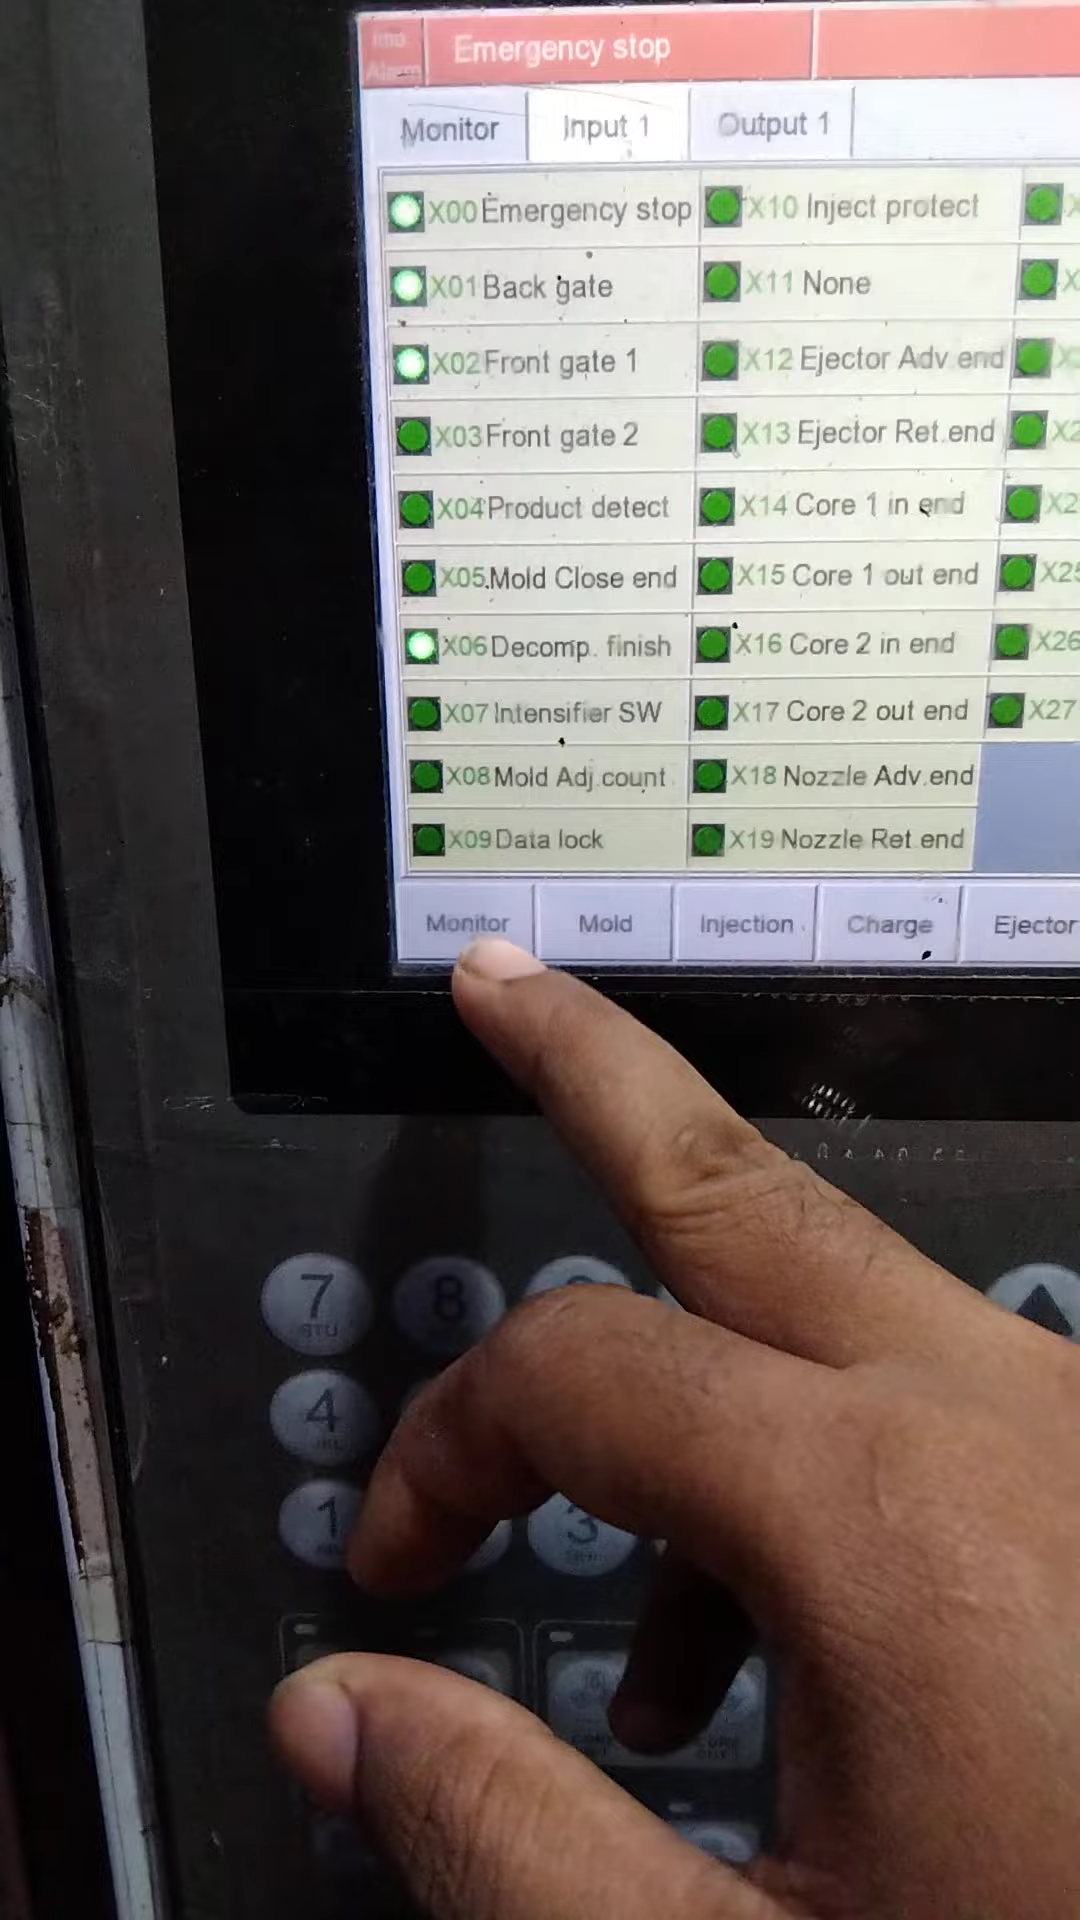 Alarm
Emergency stop
Monitor
Input 1
Output 1
X00 Emergency stop
X10 Inject protect
X01 Back gate
X11 None
X02 Front gate 1
X12 Ejector Adv.end
X03 Front gate 2
X13 Ejector Ret.end
X04 Product detect
X14 Core 1 in end
X05 Mold Close end
X15 Core 1 out end
X06 Decomp. finish
X16 Core 2 in end
X26
X07 Intensifier SW
X17 Core 2 out end
X27
X08 Mold Adj.count
X18 Nozzle Adv.end
X09 Data lock
X19 Nozzle Ret.end
Monitor
Mold
Injection
Charge
Ejector
7
STU
8
4
JKL
1
3